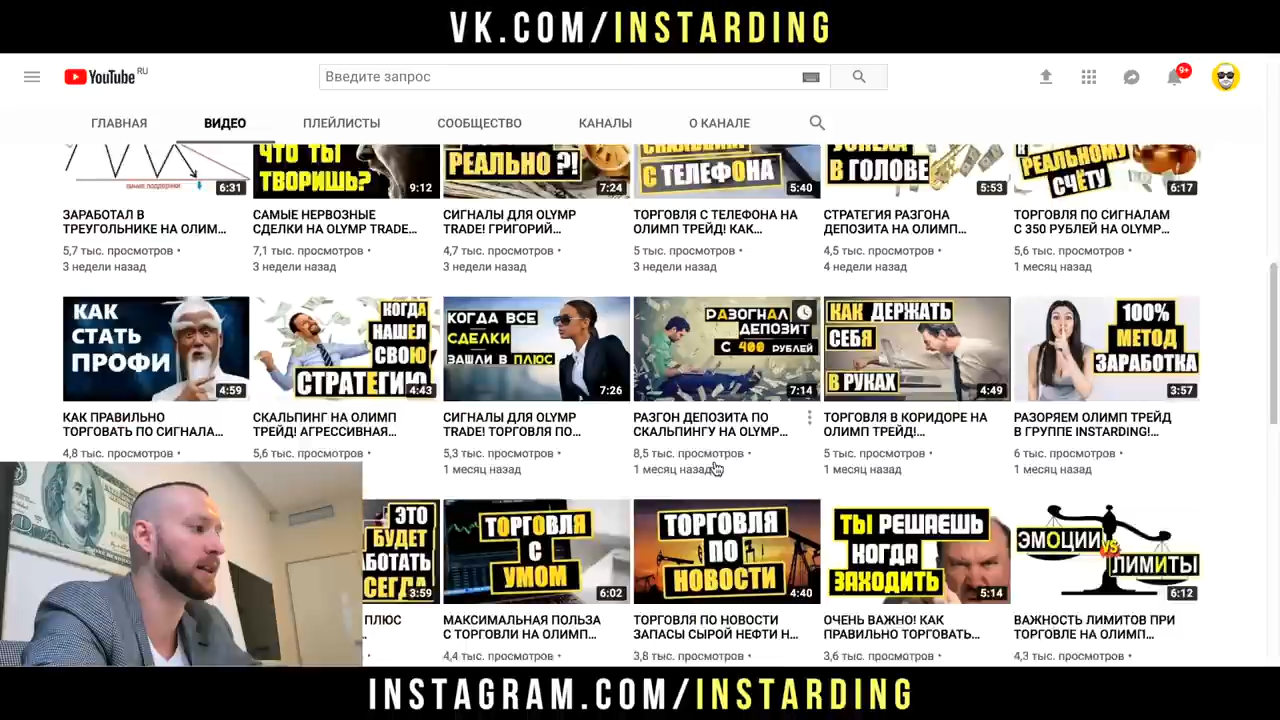 VK.COM/INSTARDING
YouTube RU
Введите запрос
9+
ГЛАВНАЯ
ВИДЕО
ПЛЕЙЛИСТЫ
СООБЩЕСТВО
КАНАЛЫ
О КАНАЛЕ
ЛИНИЯ ПОДДЕРЖКИ
6:31
ЧТО ТЫ
ТВОРИШЬ?
9:12
РЕАЛЬНО ?!
7:24
С ТЕЛЕФОНА
5:40
УСПЕХА
В ГОЛОВЕ
5:53
К
РЕАЛЬНОМУ
СЧЁТУ
6:17
ЗАРАБОТАЛ В
ТРЕУГОЛЬНИКЕ НА ОЛИМ...
5,7 тыс. просмотров •
3 недели назад
САМЫЕ НЕРВОЗНЫЕ
СДЕЛКИ НА OLYMP TRADE...
7,1 тыс. просмотров •
3 недели назад
СИГНАЛЫ ДЛЯ OLYMP
TRADE! ГРИГОРИЙ...
4,7 тыс. просмотров •
3 недели назад
ТОРГОВЛЯ С ТЕЛЕФОНА НА
ОЛИМП ТРЕЙД! КАК...
5 тыс. просмотров •
3 недели назад
СТРАТЕГИЯ РАЗГОНА
ДЕПОЗИТА НА ОЛИМП...
4,5 тыс. просмотров •
4 недели назад
ТОРГОВЛЯ ПО СИГНАЛАМ
С 350 РУБЛЕЙ НА OLYMP...
5,6 тыс. просмотров •
1 месяц назад
КАК
СТАТЬ
ПРОФИ
4:59
КОГДА
НАШЕЛ
СВОЮ
СТРАТЕГИЮ
4:43
КОГДА ВСЕ
СДЕЛКИ
ЗАШЛИ В ПЛЮС
7:26
РАЗОГНАЛ
ДЕПОЗИТ
С 400 РУБЛЕЙ
7:14
КАК ДЕРЖАТЬ
СЕБЯ
В РУКАХ
4:49
100%
МЕТОД
ЗАРАБОТКА
3:57
КАК ПРАВИЛЬНО
ТОРГОВАТЬ ПО СИГНАЛА...
4,8 тыс. просмотров •
СКАЛЬПИНГ НА ОЛИМП
ТРЕЙД! АГРЕССИВНАЯ...
5,6 тыс. просмотров •
СИГНАЛЫ ДЛЯ OLYMP
TRADE! ТОРГОВЛЯ ПО...
5,3 тыс. просмотров •
1 месяц назад
РАЗГОН ДЕПОЗИТА ПО
СКАЛЬПИНГУ НА OLYMP...
8,5 тыс. просмотров •
1 месяц назад
ТОРГОВЛЯ В КОРИДОРЕ НА
ОЛИМП ТРЕЙД!...
5 тыс. просмотров •
1 месяц назад
РАЗОРЯЕМ ОЛИМП ТРЕЙД
В ГРУППЕ INSTARDING!...
6 тыс. просмотров •
1 месяц назад
ЭТО
БУДЕТ
3:59
ТОРГОВЛЯ
С
УМОМ
6:02
ТОРГОВЛЯ
ПО
НОВОСТИ
4:40
ТЫ РЕШАЕШЬ
КОГДА
ЗАХОДИТЬ
5:14
ЭМОЦИИ
VS
ЛИМИТЫ
6:12
ПЛЮС
...
МАКСИМАЛЬНАЯ ПОЛЬЗА
С ТОРГОВЛИ НА ОЛИМП...
4,4 тыс. просмотров •
ТОРГОВЛЯ ПО НОВОСТИ
ЗАПАСЫ СЫРОЙ НЕФТИ Н...
3,8 тыс. просмотров •
ОЧЕНЬ ВАЖНО! КАК
ПРАВИЛЬНО ТОРГОВАТЬ...
3,6 тыс. просмотров •
ВАЖНОСТЬ ЛИМИТОВ ПРИ
ТОРГОВЛЕ НА ОЛИМП...
4,3 тыс. просмотров •
INSTAGRAM.COM/INSTARDING